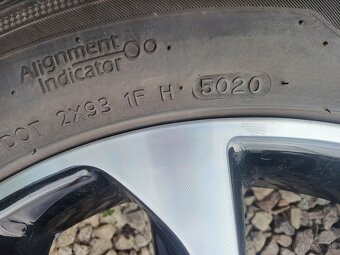 Alignment
Indicator
DOT 2X93 1F H 5020